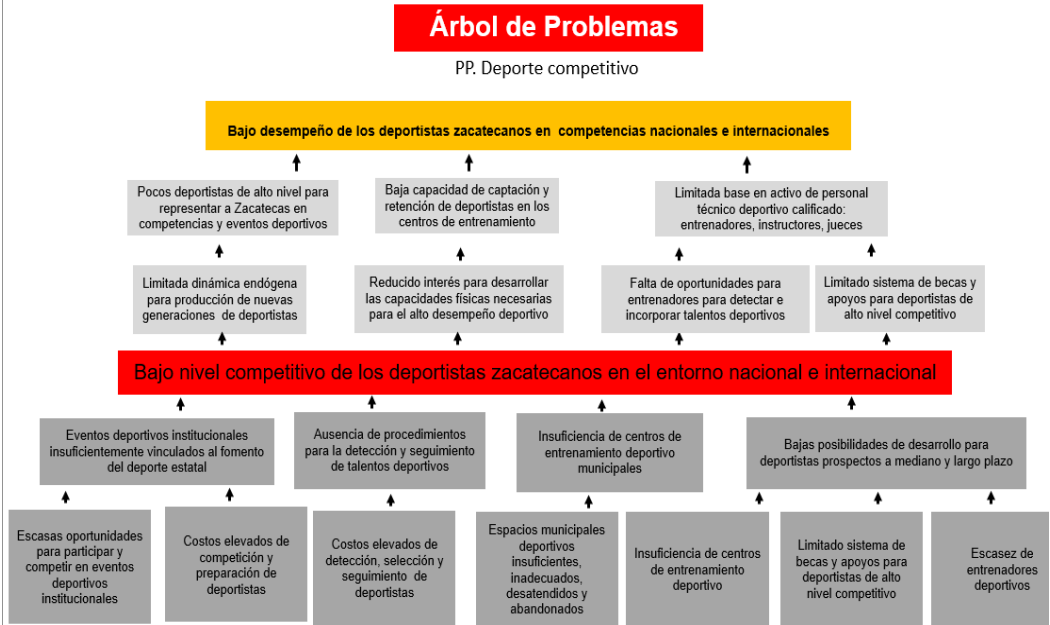 Árbol de Problemas
PP. Deporte competitivo
Bajo desempeño de los deportistas zacatecanos en competencias nacionales e internacionales
Pocos deportistas de alto nivel para
representar a Zacatecas en
competencias y eventos deportivos
Baja capacidad de captación y
retención de deportistas en los
centros de entrenamiento
Limitada base en activo de personal
técnico deportivo calificado:
entrenadores, instructores, jueces
Limitada dinámica endógena
para producción de nuevas
generaciones de deportistas
Reducido interés para desarrollar
las capacidades físicas necesarias
para el alto desempeño deportivo
Falta de oportunidades para
entrenadores para detectar e
incorporar talentos deportivos
Limitado sistema de becas y
apoyos para deportistas de
alto nivel competitivo
Bajo nivel competitivo de los deportistas zacatecanos en el entorno nacional e internacional
Eventos deportivos institucionales
insuficientemente vinculados al fomento
del deporte estatal
Ausencia de procedimientos
para la detección y seguimiento
de talentos deportivos
Insuficiencia de centros de
entrenamiento deportivo
municipales
Bajas posibilidades de desarrollo para
deportistas prospectos a mediano y largo plazo
Escasas oportunidades
para participar y
competir en eventos
deportivos
institucionales
Costos elevados de
competición y
preparación de
deportistas
Costos elevados de
detección, selección y
seguimiento de
deportistas
Espacios municipales
deportivos
insuficientes,
inadecuados,
desatendidos y
abandonados
Insuficiencia de centros
de entrenamiento
deportivo
Limitado sistema de
becas y apoyos para
deportistas de alto
nivel competitivo
Escasez de
entrenadores
deportivos